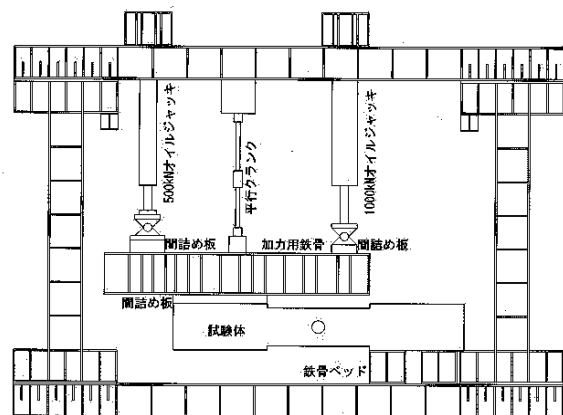 500kNオイルジャッキ
平行クランク
1000kNオイルジャッキ
間詰め板
加力用鉄骨
間詰め板
間詰め板
試験体
鉄骨ベッド